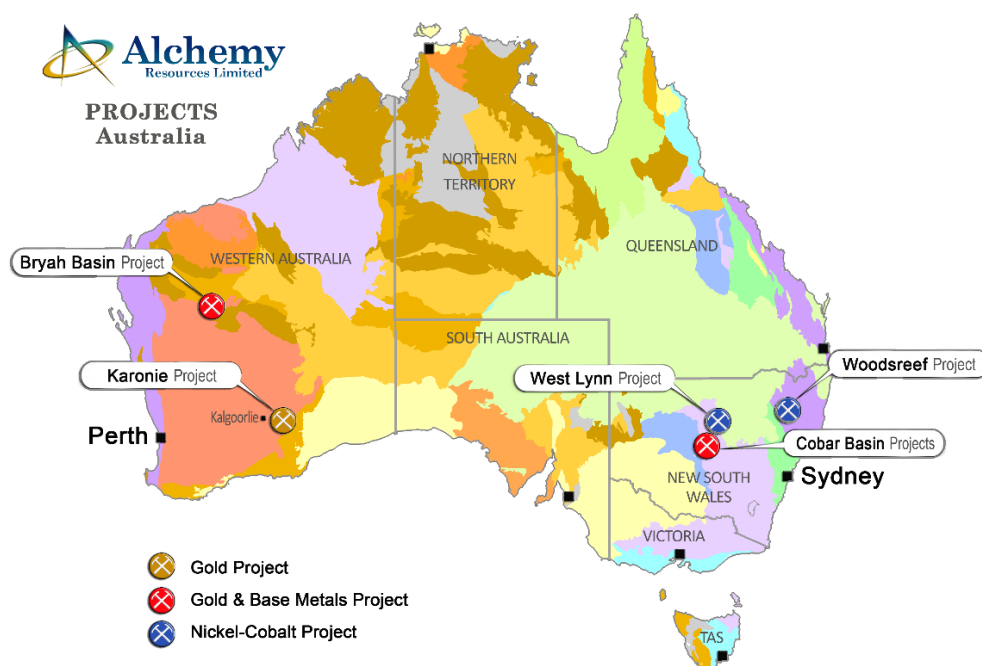 Alchemy
Resources Limited
PROJECTS
Australia
NORTHERN
TERRITORY
QUEENSLAND
WESTERN AUSTRALIA
Bryah Basin Project
SOUTH AUSTRALIA
Woodsreef Project
West Lynn Project
Karonie Project
Kalgoorlie
Perth
Cobar Basin Projects
Sydney
NEW SOUTH
WALES
VICTORIA
Gold Project
Gold & Base Metals Project
Nickel-Cobalt Project
TAS